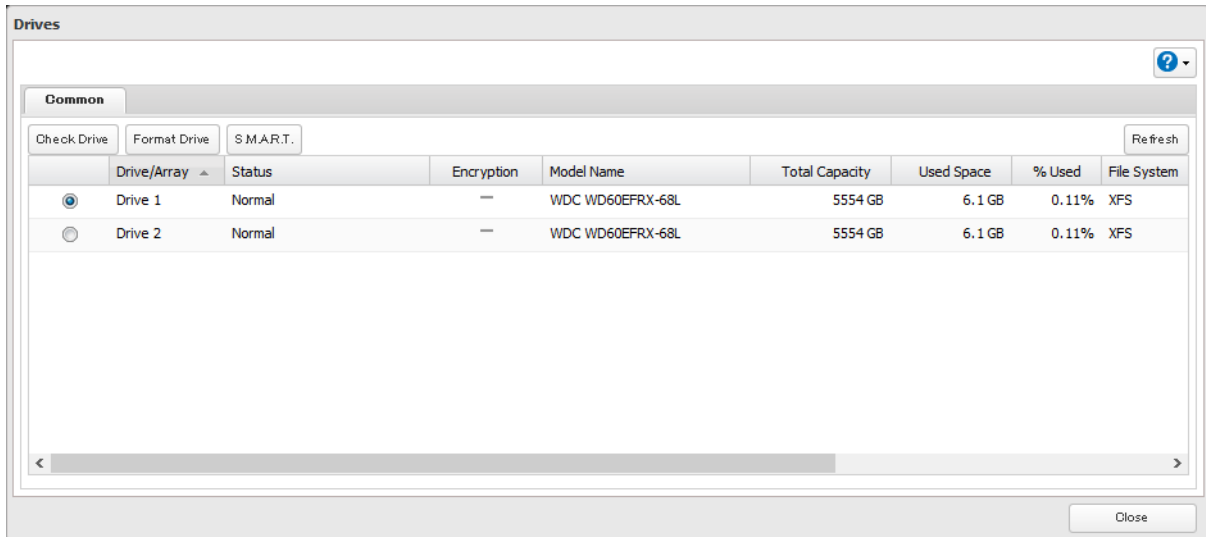 Drives
?
Common
Check Drive Format Drive S.M.A.R.T. Refresh
Drive/Array Status Encryption Model Name Total Capacity Used Space % Used File System
Drive 1 Normal — WDC WD60EFRX-68L 5554 GB 6.1 GB 0.11% XFS
Drive 2 Normal — WDC WD60EFRX-68L 5554 GB 6.1 GB 0.11% XFS
Close